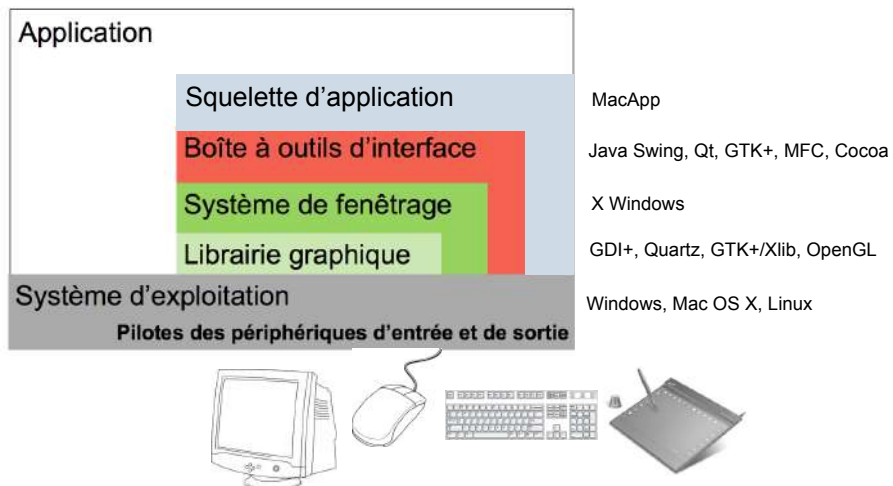 Application
Squelette d'application
MacApp
Boîte à outils d'interface
Java Swing, Qt, GTK+, MFC, Cocoa
Système de fenêtrage
X Windows
Librairie graphique
GDI+, Quartz, GTK+/Xlib, OpenGL
Système d'exploitation
Windows, Mac OS X, Linux
Pilotes des périphériques d'entrée et de sortie